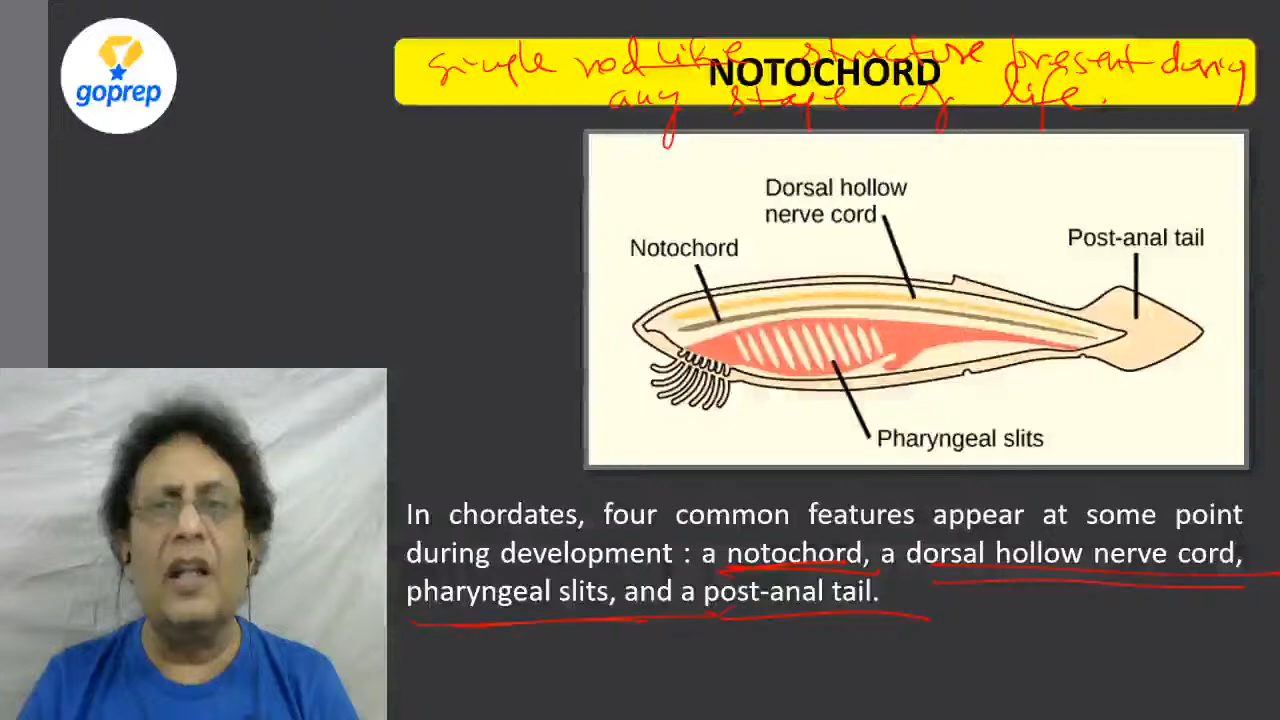 goprep
single rod like structure present during
NOTOCHORD
any stage of life.
Dorsal hollow
nerve cord
Notochord
Post-anal tail
Pharyngeal slits
In chordates, four common features appear at some point
during development : a notochord, a dorsal hollow nerve cord,
pharyngeal slits, and a post-anal tail.